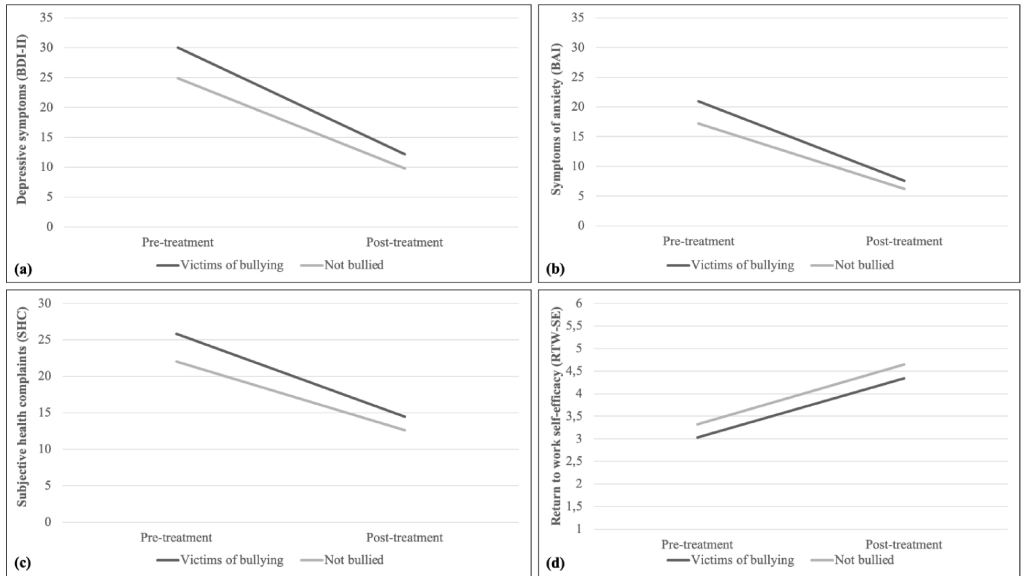 Depressive symptoms (BDI-II)
35
30
25
20
15
10
5
0
Pre-treatment Post-treatment
Victims of bullying Not bullied
(a)
Symptoms of anxiety (BAI)
35
30
25
20
15
10
5
0
Pre-treatment Post-treatment
Victims of bullying Not bullied
(b)
Subjective health complaints (SHC)
30
25
20
15
10
5
0
Pre-treatment Post-treatment
Victims of bullying Not bullied
(c)
Return to work self-efficacy (RTW-SE)
6
5,5
5
4,5
4
3,5
3
2,5
2
1,5
1
Pre-treatment Post-treatment
Victims of bullying Not bullied
(d)